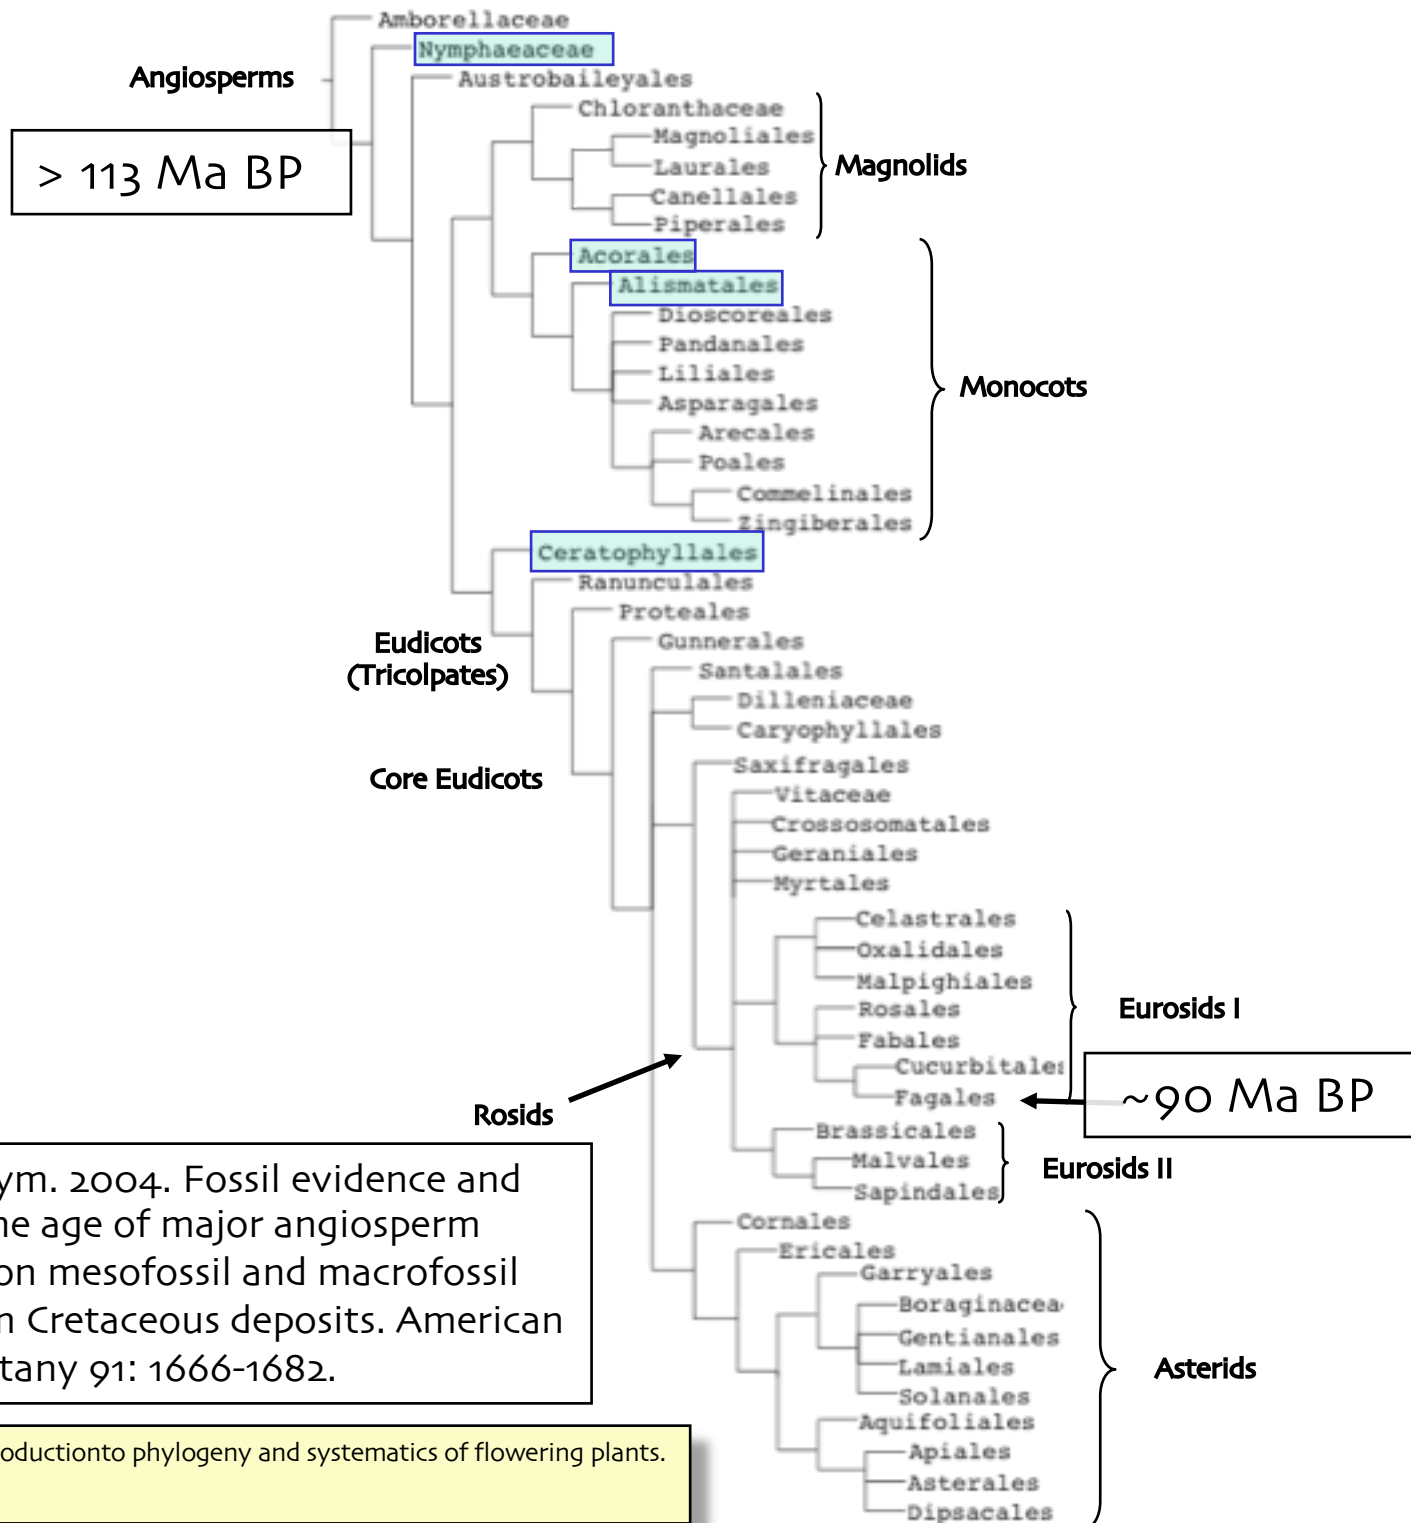 Amborellaceae
Nymphaeaceae
Angiosperms
Austrobaileyales
Chloranthaceae
> 113 Ma BP
Magnoliales
Laurales
Magnolids
Canellales
Piperales
Acorales
Alismatales
Dioscoreales
Pandanales
Liliales
Monocots
Asparagales
Arecales
Poales
Commelinales
Zingiberales
Ceratophyllales
Ranunculales
Proteales
Eudicots
(Tricolpates)
Gunnerales
Santalales
Dilleniaceae
Caryophyllales
Core Eudicots
Saxifragales
Vitaceae
Crossosomatales
Geraniales
Myrtales
Celastrales
Oxalidales
Malpighiales
Rosales
Eurosids I
Fabales
Cucurbitales
Fagales
~90 Ma BP
Rosids
Brassicales
Malvales
Eurosids II
Sapindales
ym. 2004. Fossil evidence and
he age of major angiosperm
on mesofossil and macrofossil
n Cretaceous deposits. American
tany 91: 1666-1682.
Cornales
Ericales
Garryales
Boraginacea
Gentianales
Lamiales
Asterids
Solanales
Aquifoliales
Apiales
Asterales
Dipsacales
oductionto phylogeny and systematics of flowering plants.